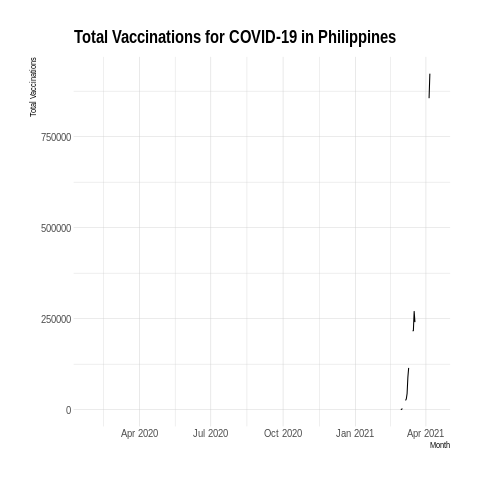 Total Vaccinations for COVID-19 in Philippines
Total Vaccinations
750000
500000
250000
0
Apr 2020 Jul 2020 Oct 2020 Jan 2021 Apr 2021
Month